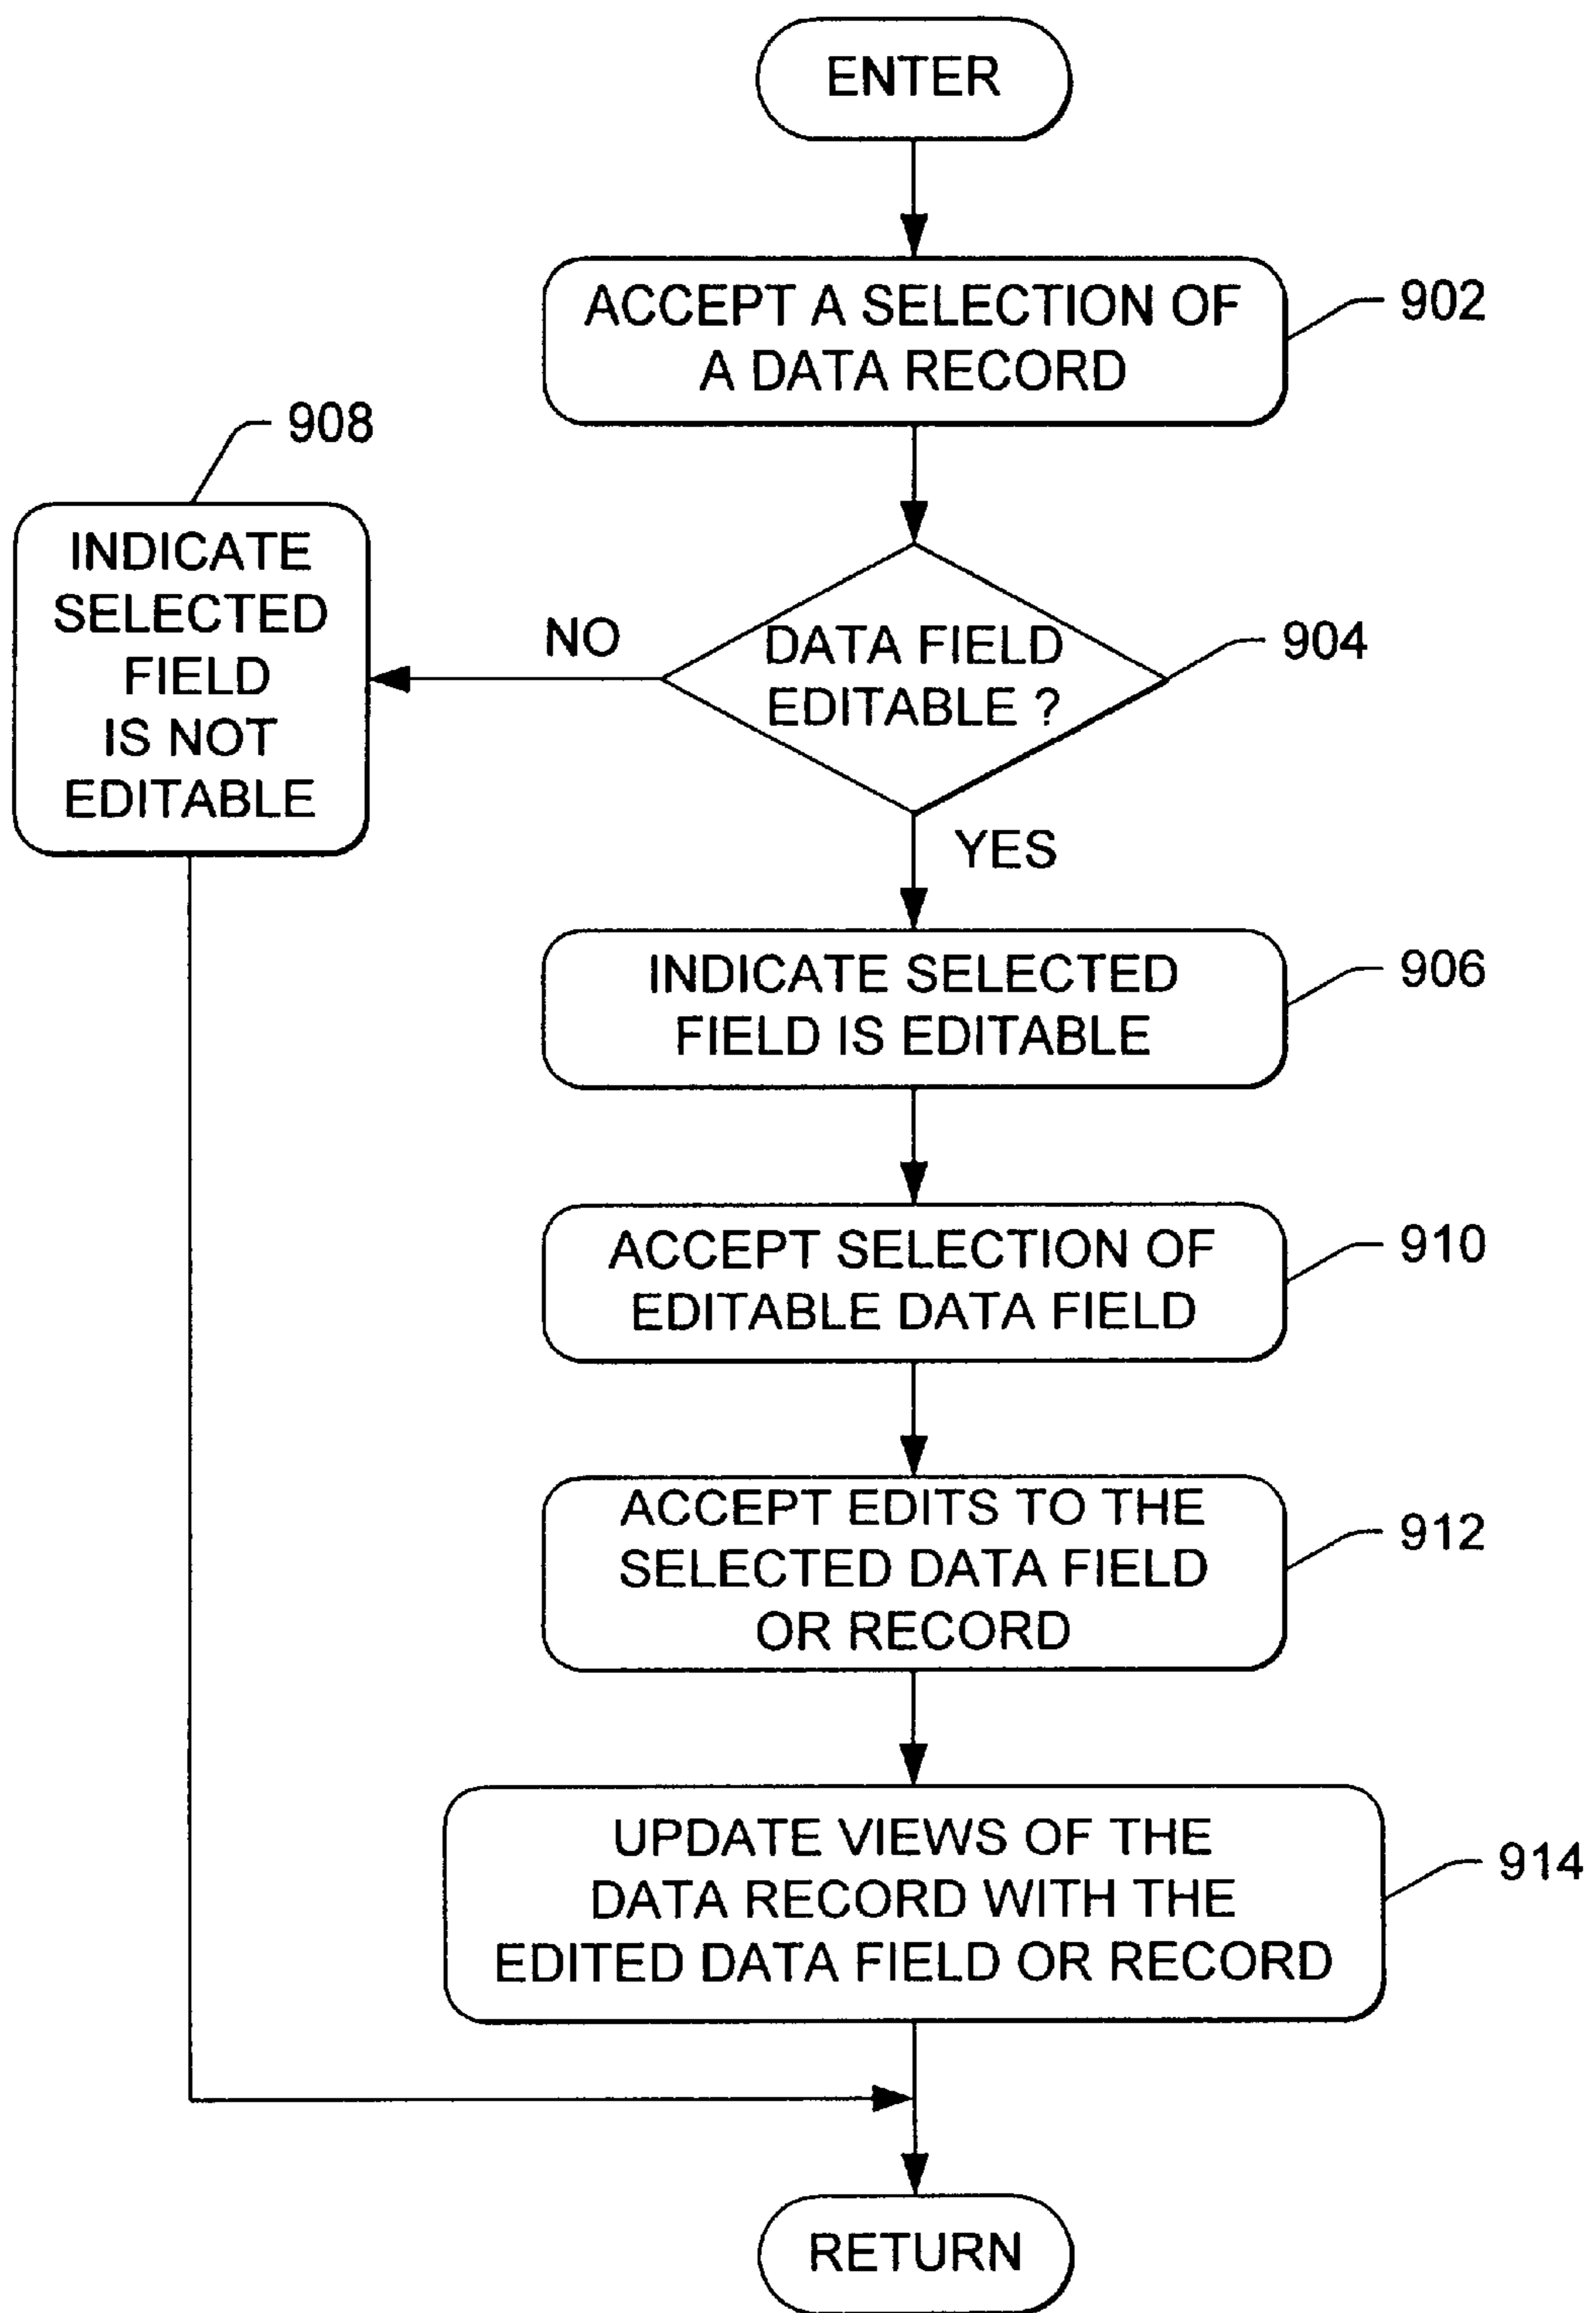 ENTER
ACCEPT A SELECTION OF
A DATA RECORD
902
908
INDICATE
SELECTED
FIELD
IS NOT
EDITABLE
NO
DATA FIELD
EDITABLE ?
904
YES
INDICATE SELECTED
FIELD IS EDITABLE
906
ACCEPT SELECTION OF
EDITABLE DATA FIELD
910
ACCEPT EDITS TO THE
SELECTED DATA FIELD
OR RECORD
912
UPDATE VIEWS OF THE
DATA RECORD WITH THE
EDITED DATA FIELD OR RECORD
914
RETURN